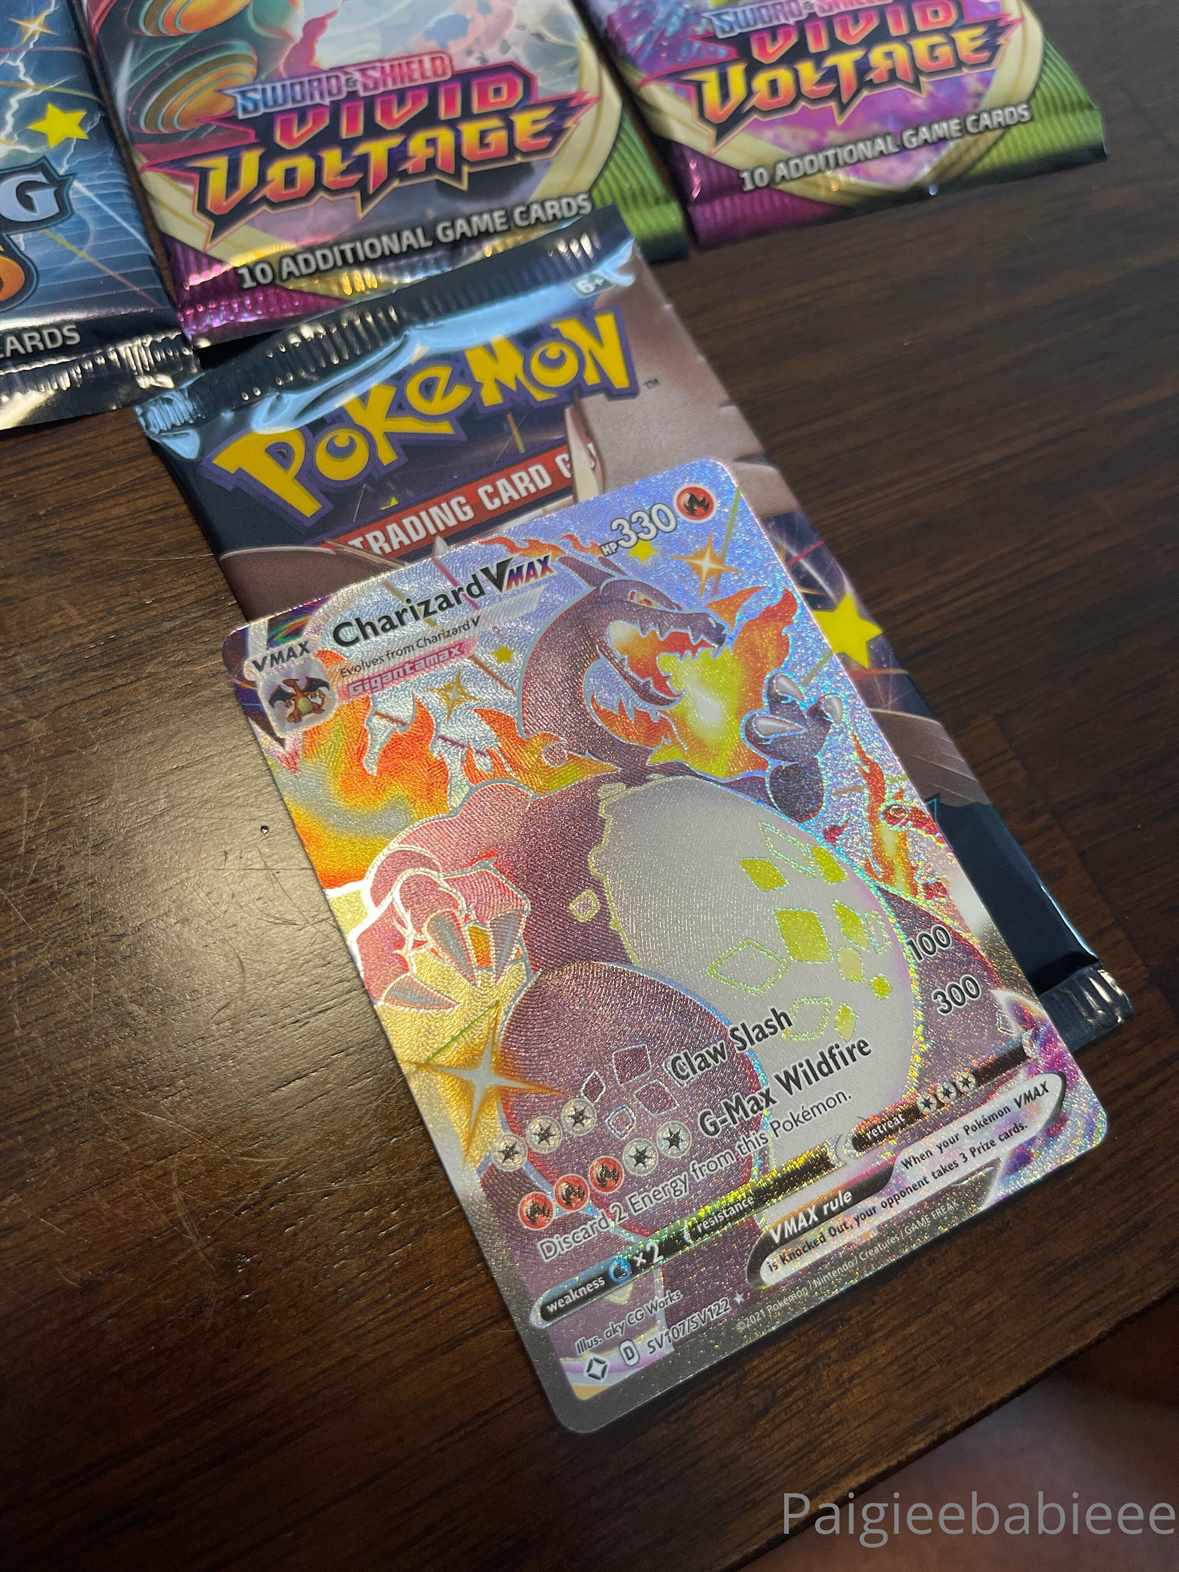 SWORD & SHIELD
VIVID
VOLTAGE
10 ADDITIONAL GAME CARDS
SWORD & SHIELD
VIVID
VOLTAGE
10 ADDITIONAL GAME CARDS
G
CARDS
6+
POKéMON
TM
TRADING CARD G
VMAX
Charizard VMAX
HP 330
Evolves from Charizard V
Gigantamax
Claw Slash 100
G-Max Wildfire 300
Discard 2 Energy from this Pokémon.
weakness ×2 resistance retreat
VMAX rule When your Pokémon VMAX
is Knocked Out, your opponent takes 3 Prize cards.
Illus. aky CG Works
D SV107/SV122
©2021 Pokémon / Nintendo / Creatures / GAME FREAK
Paigieebabieee